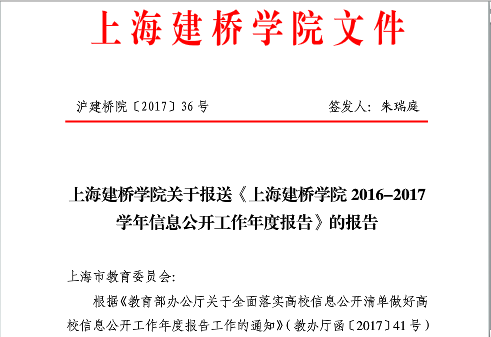 上海建桥学院文件
沪建桥院〔2017〕36 号 签发人：朱瑞庭
上海建桥学院关于报送《上海建桥学院 2016-2017
学年信息公开工作年度报告》的报告
上海市教育委员会：
根据《教育部办公厅关于全面落实高校信息公开清单做好高
校信息公开工作年度报告工作的通知》（教办厅函〔2017〕41 号）